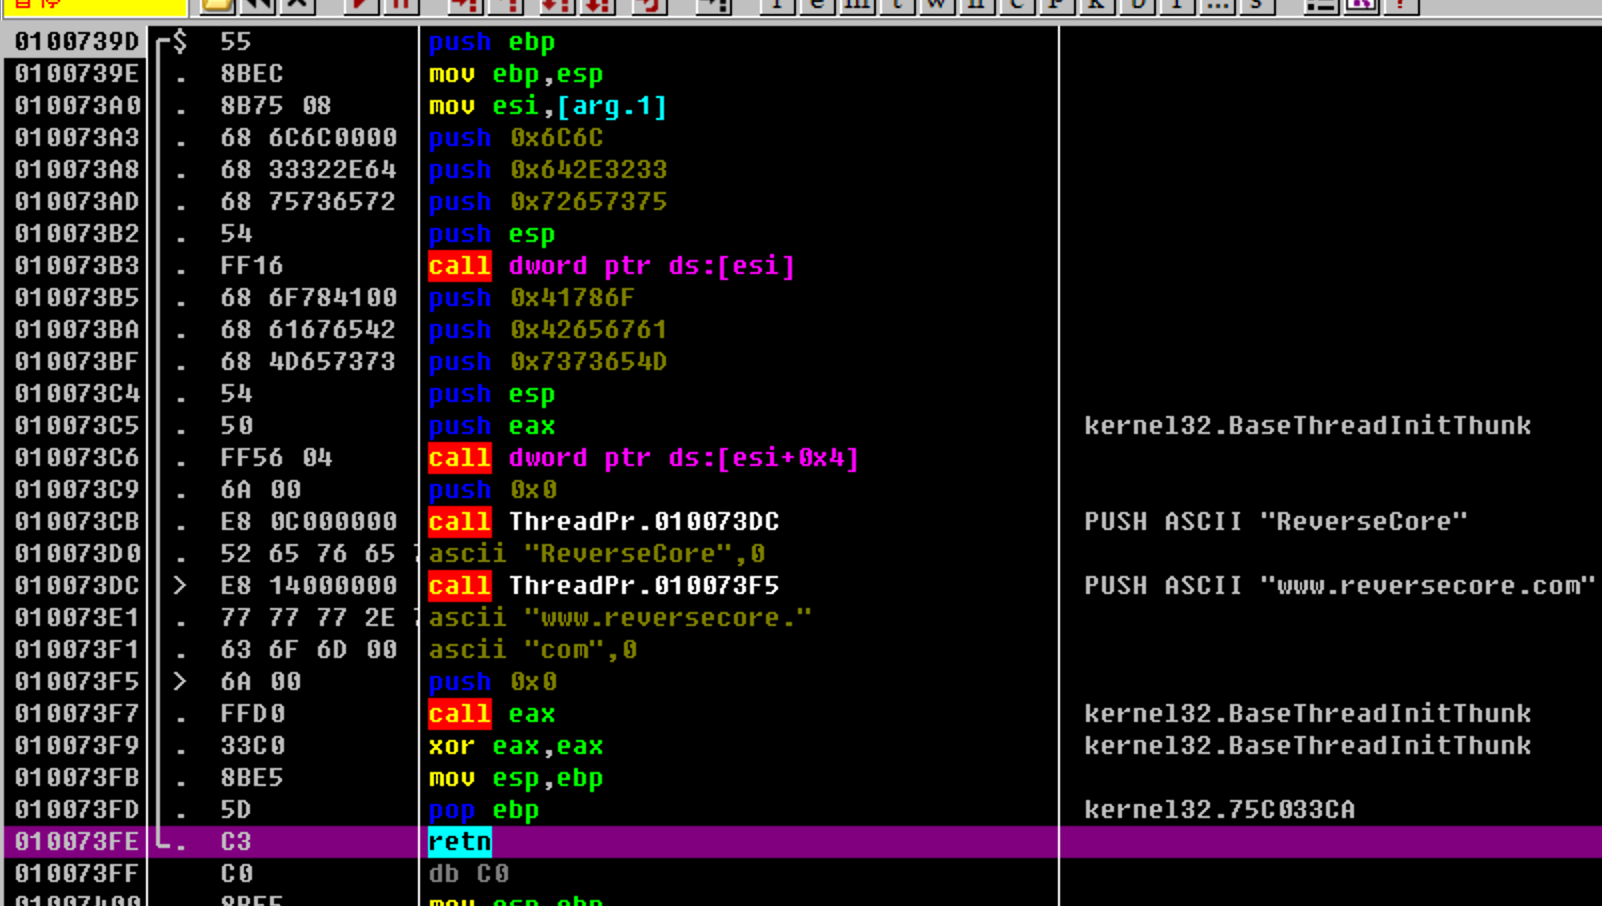 暂停
l e m t w h c P k b r ... s
0100739D $ 55 push ebp
0100739E . 8BEC mov ebp,esp
010073A0 . 8B75 08 mov esi,[arg.1]
010073A3 . 68 6C6C0000 push 0x6C6C
010073A8 . 68 33322E64 push 0x642E3233
010073AD . 68 75736572 push 0x72657375
010073B2 . 54 push esp
010073B3 . FF16 call dword ptr ds:[esi]
010073B5 . 68 6F784100 push 0x41786F
010073BA . 68 61676542 push 0x42656761
010073BF . 68 4D657373 push 0x7373654D
010073C4 . 54 push esp
010073C5 . 50 push eax kernel32.BaseThreadInitThunk
010073C6 . FF56 04 call dword ptr ds:[esi+0x4]
010073C9 . 6A 00 push 0x0
010073CB . E8 0C000000 call ThreadPr.010073DC PUSH ASCII "ReverseCore"
010073D0 . 52 65 76 65 ascii "ReverseCore",0
010073DC > E8 14000000 call ThreadPr.010073F5 PUSH ASCII "www.reversecore.com"
010073E1 . 77 77 77 2E ascii "www.reversecore."
010073F1 . 63 6F 6D 00 ascii "com",0
010073F5 > 6A 00 push 0x0
010073F7 . FFD0 call eax kernel32.BaseThreadInitThunk
010073F9 . 33C0 xor eax,eax kernel32.BaseThreadInitThunk
010073FB . 8BE5 mov esp,ebp
010073FD . 5D pop ebp kernel32.75C033CA
010073FE . C3 retn
010073FF C0 db C0
01007400 8BE5 mov esp,ebp